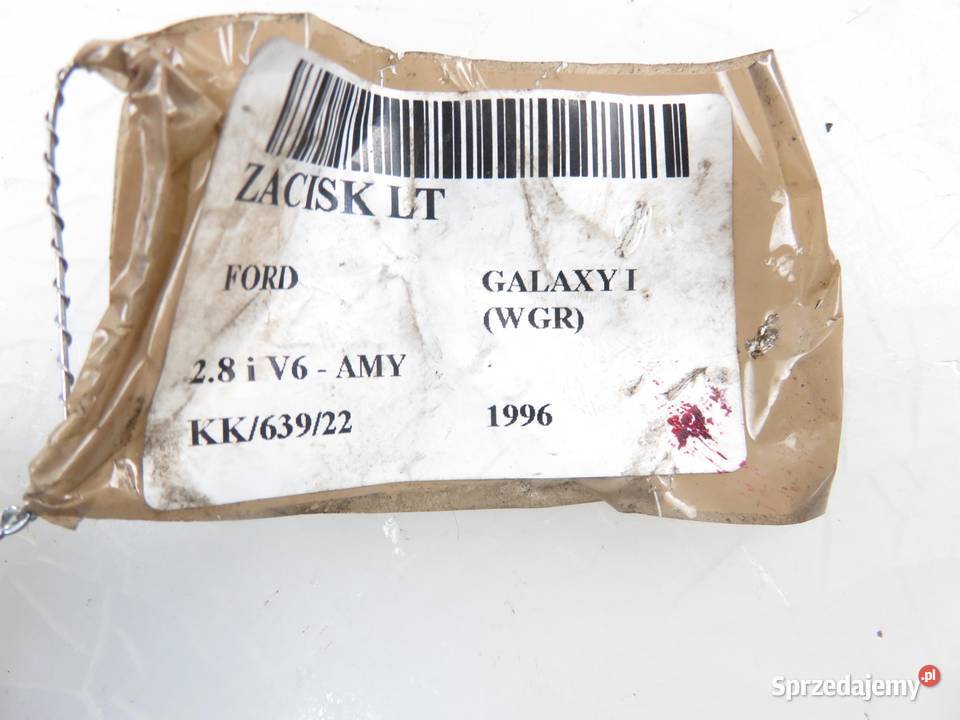 ZACISK LT
FORD GALAXY I
(WGR)
2.8 i V6 - AMY
KK/639/22 1996
Sprzedajemy.pl